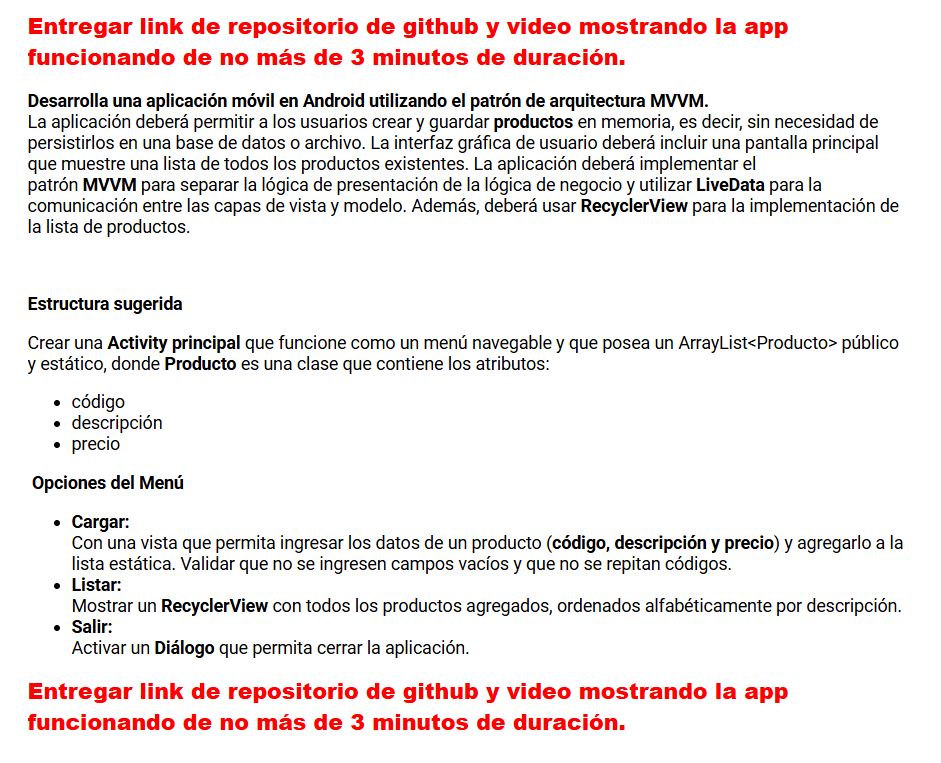 Entregar link de repositorio de github y video mostrando la app
funcionando de no más de 3 minutos de duración.
Desarrolla una aplicación móvil en Android utilizando el patrón de arquitectura MVVM.
La aplicación deberá permitir a los usuarios crear y guardar productos en memoria, es decir, sin necesidad de
persistirlos en una base de datos o archivo. La interfaz gráfica de usuario deberá incluir una pantalla principal
que muestre una lista de todos los productos existentes. La aplicación deberá implementar el
patrón MVVM para separar la lógica de presentación de la lógica de negocio y utilizar LiveData para la
comunicación entre las capas de vista y modelo. Además, deberá usar RecyclerView para la implementación de
la lista de productos.
Estructura sugerida
Crear una Activity principal que funcione como un menú navegable y que posea un ArrayList<Producto> público
y estático, donde Producto es una clase que contiene los atributos:
• código
• descripción
• precio
Opciones del Menú
• Cargar:
Con una vista que permita ingresar los datos de un producto (código, descripción y precio) y agregarlo a la
lista estática. Validar que no se ingresen campos vacíos y que no se repitan códigos.
• Listar:
Mostrar un RecyclerView con todos los productos agregados, ordenados alfabéticamente por descripción.
• Salir:
Activar un Diálogo que permita cerrar la aplicación.
Entregar link de repositorio de github y video mostrando la app
funcionando de no más de 3 minutos de duración.